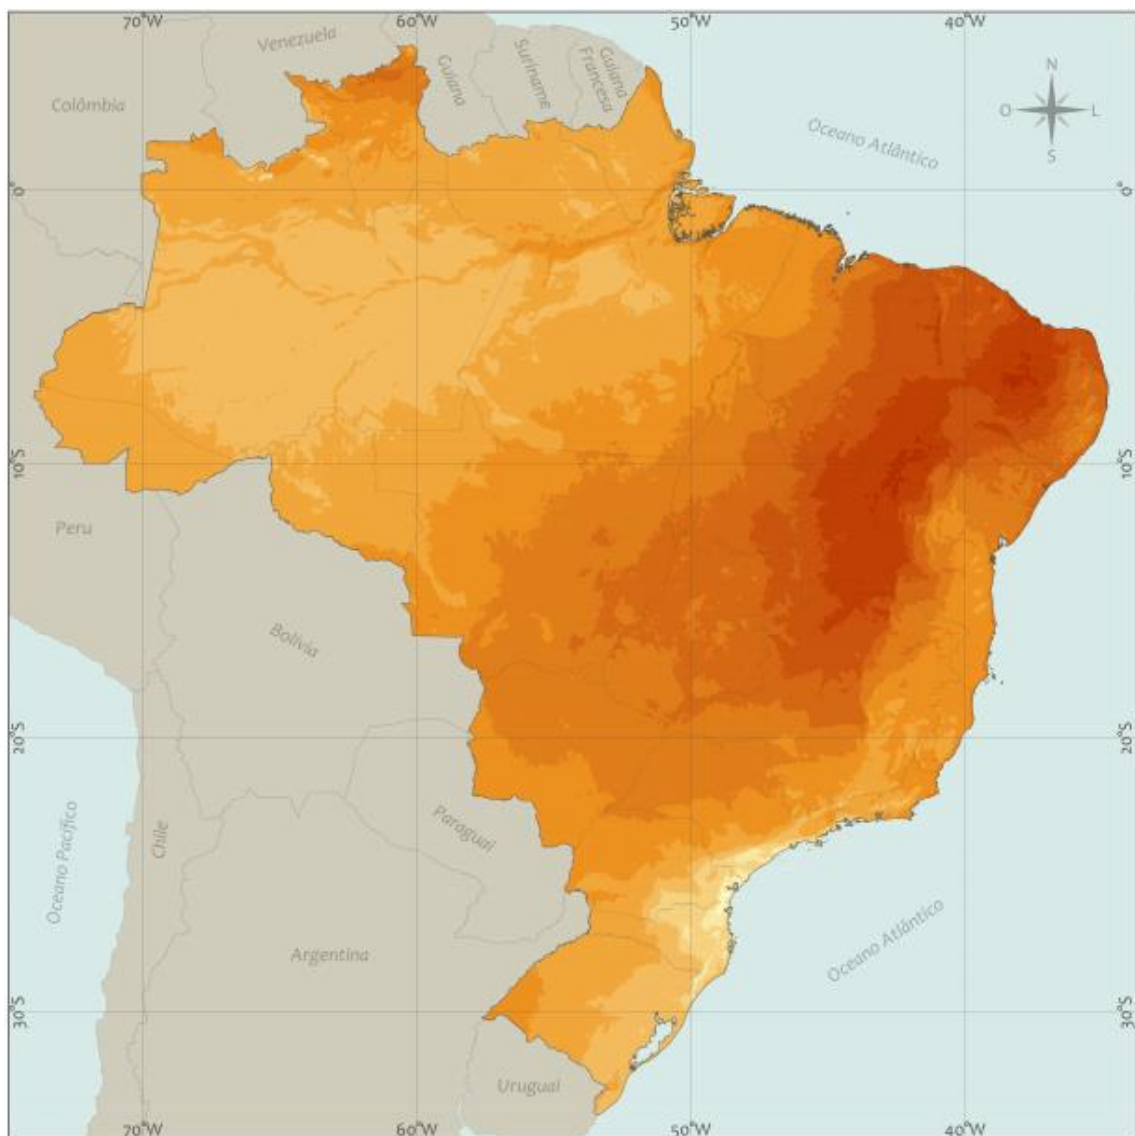 70°W 60°W 50°W 40°W
Venezuela
Colômbia
Guiana
Suriname
Guiana
Francesa
N
O L
S
Oceano Atlântico
0° 0°
10°S 10°S
Peru
Bolívia
20°S 20°S
Oceano Pacífico
Chile
Paraguai
Argentina
Oceano Atlântico
30°S 30°S
Uruguai
70°W 60°W 50°W 40°W